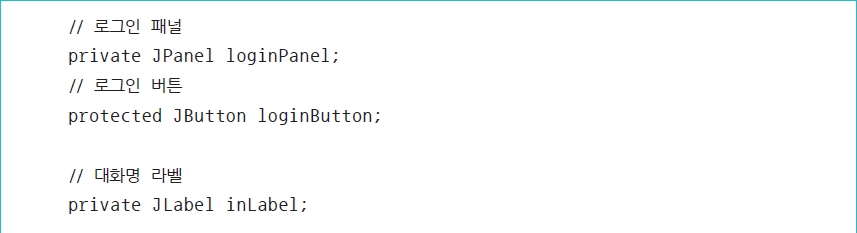 // 로그인 패널
private JPanel loginPanel;
// 로그인 버튼
protected JButton loginButton;
// 대화명 라벨
private JLabel inLabel;